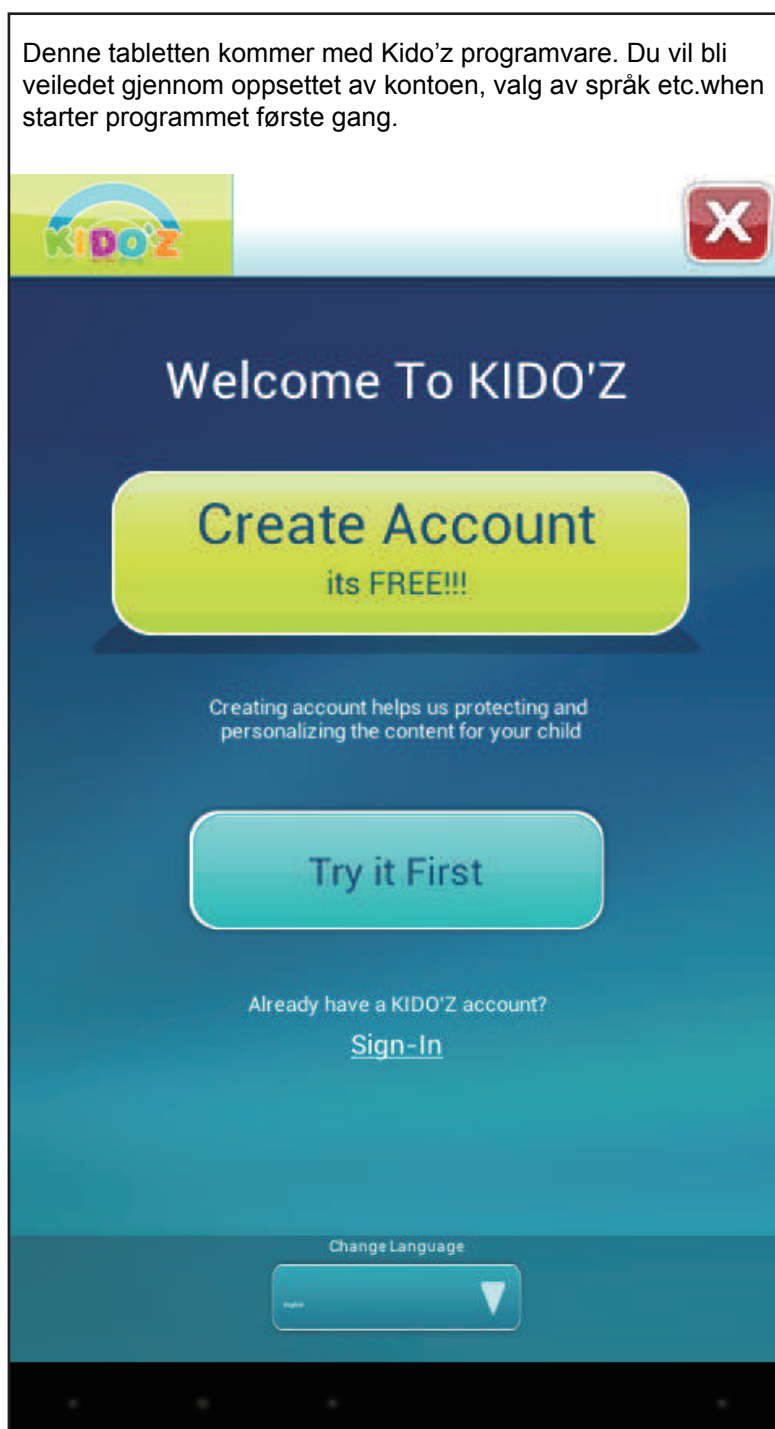 Denne tabletten kommer med Kido’z programvare. Du vil bli
veiledet gjennom oppsettet av kontoen, valg av språk etc.when
starter programmet første gang.
KIDO'Z
X
Welcome To KIDO'Z
Create Account
its FREE!!!
Creating account helps us protecting and
personalizing the content for your child
Try it First
Already have a KIDO'Z account?
Sign-In
Change Language
English